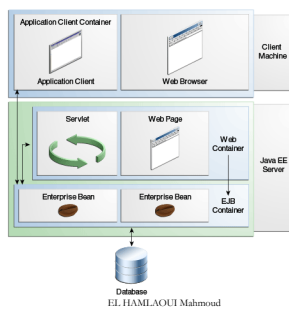 Application Client Container
Application Client
Web Browser
Client
Machine
Servlet
Web Page
Web
Container
Java EE
Server
Enterprise Bean
Enterprise Bean
EJB
Container
Database
EL HAMLAOUI Mahmoud